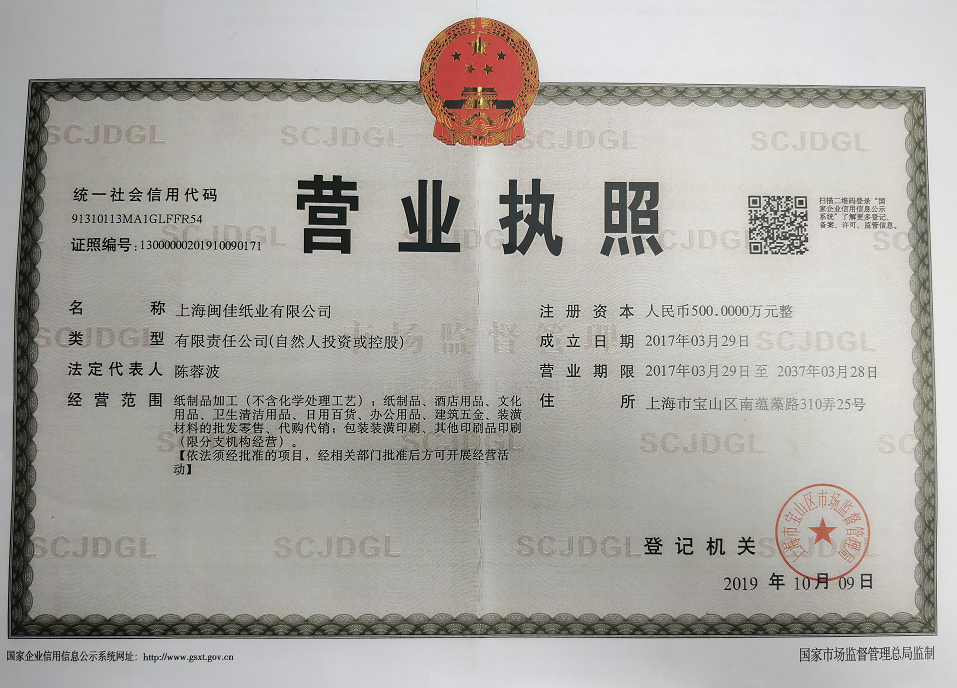 SCJDGL SCJDGL SCJDGL SCJDGL
营业执照
统一社会信用代码
91310113MA1GLFFR54
证照编号:13000000201910090171
扫描二维码登录“国
家企业信用信息公示
系统”了解更多登记、
备案、许可、监管信息。
名称 上海闽佳纸业有限公司
类型 有限责任公司(自然人投资或控股)
法定代表人 陈蓉波
经营范围 纸制品加工(不含化学处理工艺);纸制品、酒店用品、文化
用品、卫生清洁用品、日用百货、办公用品、建筑五金、装潢
材料的批发零售、代购代销;包装装潢印刷、其他印刷品印刷
(限分支机构经营)。
【依法须经批准的项目,经相关部门批准后方可开展经营活
动】
注册资本 人民币500.0000万元整
成立日期 2017年03月29日
营业期限 2017年03月29日 至 2037年03月28日
住所 上海市宝山区南蕰藻路310弄25号
市场监督管理
SCJDGL SCJDGL SCJDGL SCJDGL
登记机关
上海市宝山区市场监督管理局
2019 年 10 月 09 日
国家企业信用信息公示系统网址:http://www.gsxt.gov.cn
国家市场监督管理总局监制